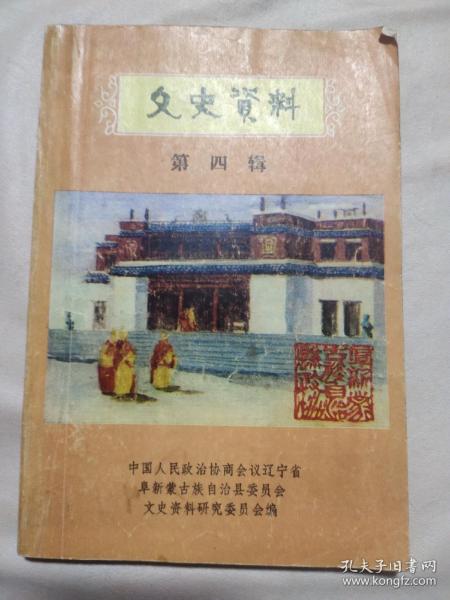 文史資料
第四辑
中国人民政治协商会议辽宁省
阜新蒙古族自治县委员会
文史资料研究委员会编
孔夫子旧书网
www.kongfz.com